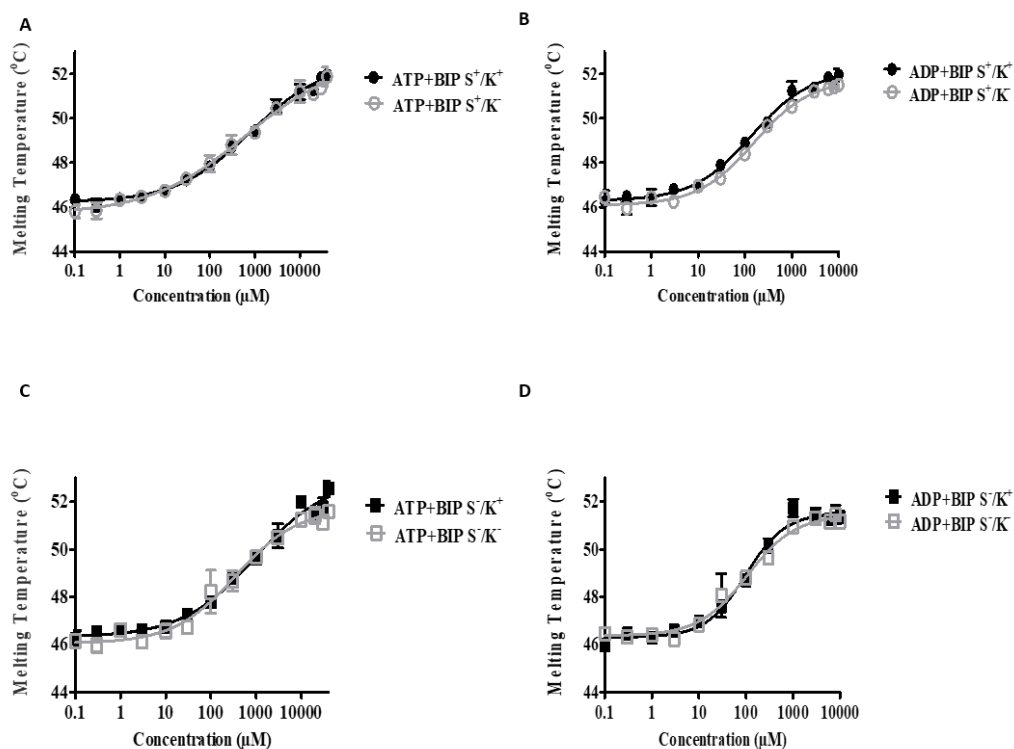 A
Melting Temperature (⁰C)
52
50
48
46
44
0.1 1 10 100 1000 10000
Concentration (µM)
ATP+BIP S⁺/K⁺
ATP+BIP S⁺/K⁻
B
Melting Temperature (⁰C)
52
50
48
46
44
0.1 1 10 100 1000 10000
Concentration (µM)
ADP+BIP S⁺/K⁺
ADP+BIP S⁺/K⁻
C
Melting Temperature (⁰C)
52
50
48
46
44
0.1 1 10 100 1000 10000
Concentration (µM)
ATP+BIP S⁻/K⁺
ATP+BIP S⁻/K⁻
D
Melting Temperature (⁰C)
52
50
48
46
44
0.1 1 10 100 1000 10000
Concentration (µM)
ADP+BIP S⁻/K⁺
ADP+BIP S⁻/K⁻